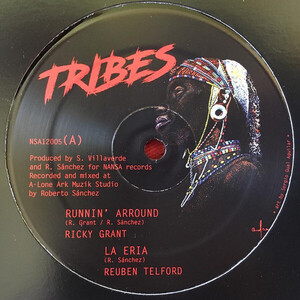 TRIBES
NSA12005(A)
Produced by S. Villaverde
and R. Sánchez for NANSA records
Recorded and mixed at
A-Lone Ark Muzik Studio
by Roberto Sánchez
RUNNIN' ARROUND
(R. Grant / R. Sánchez)
RICKY GRANT
LA ERIA
(R. Sánchez)
REUBEN TELFORD